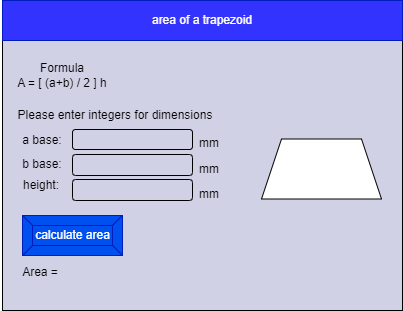 area of a trapezoid
Formula
A = [ (a+b) / 2 ] h
Please enter integers for dimensions
a base: mm
b base: mm
height: mm
calculate area
Area =